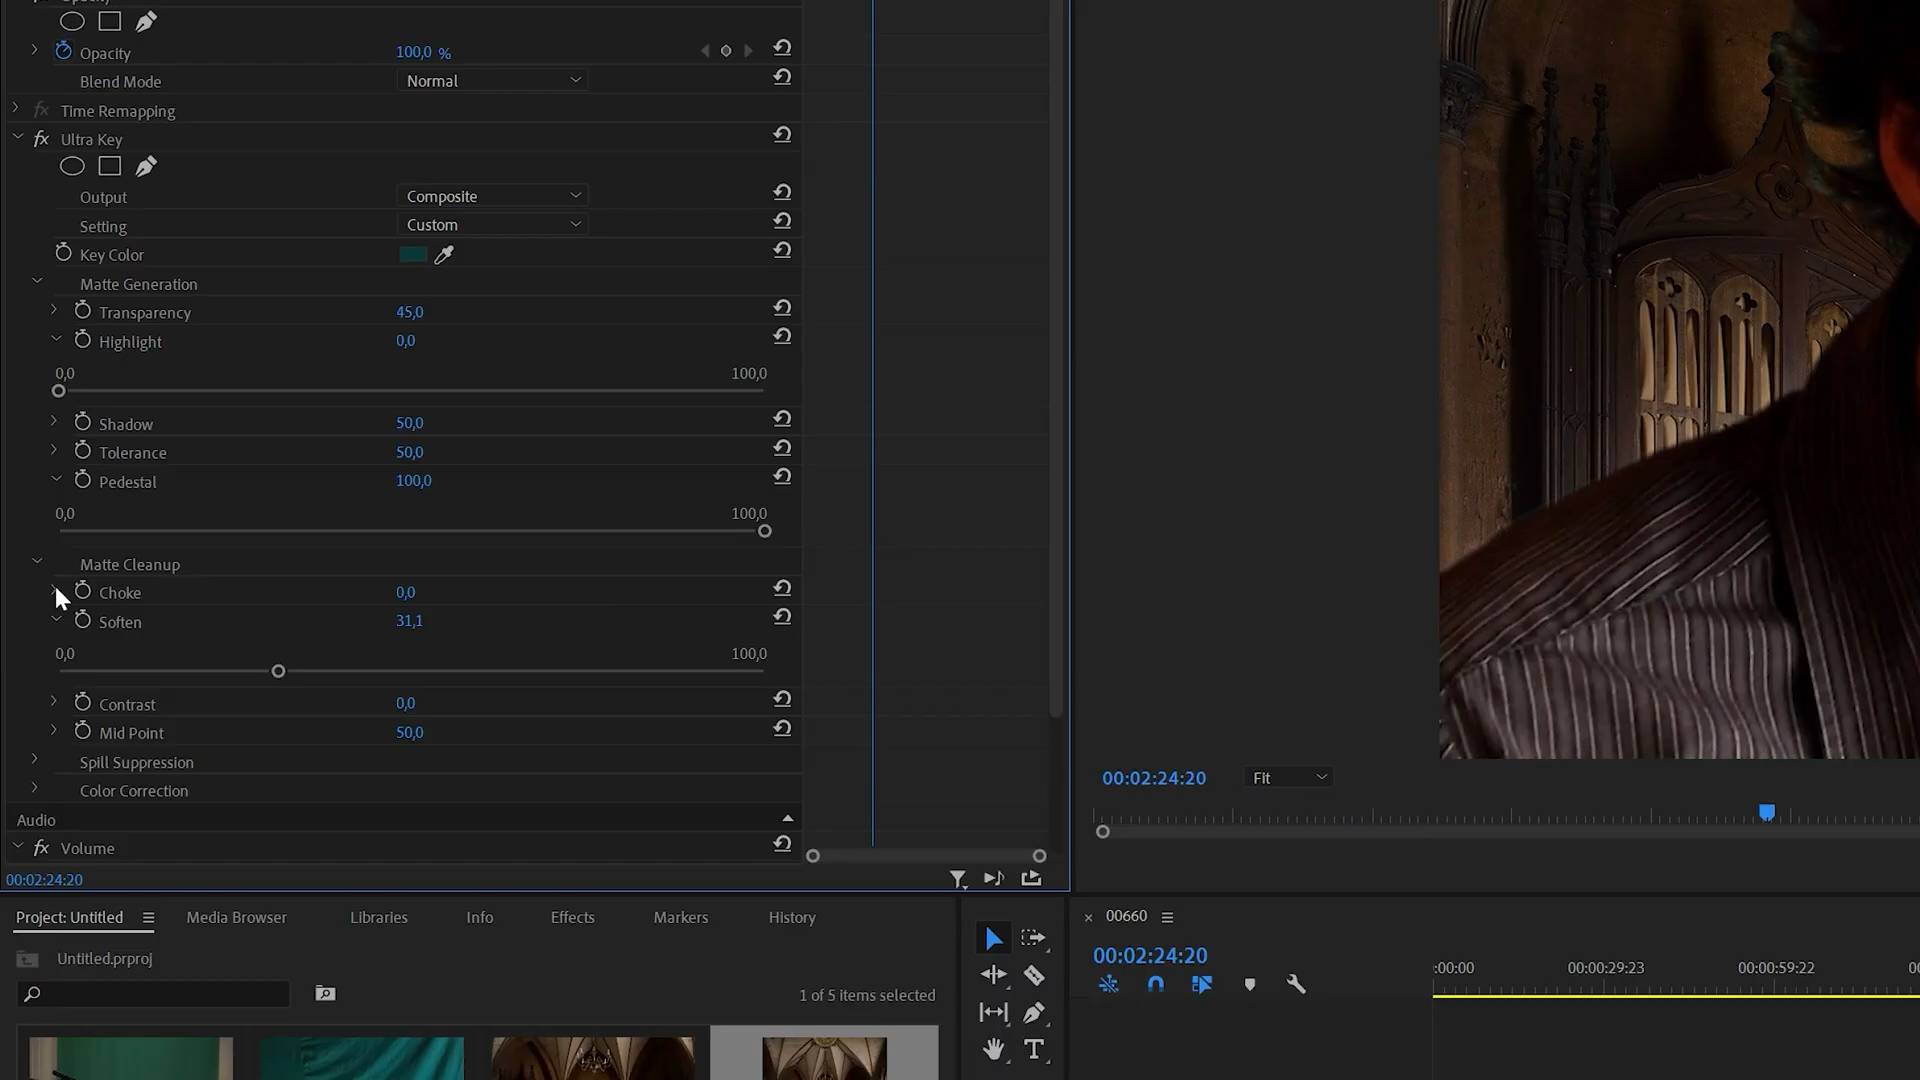 Opacity 100,0 %
Blend Mode Normal
fx Time Remapping
fx Ultra Key
Output Composite
Setting Custom
Key Color
Matte Generation
Transparency 45,0
Highlight 0,0
0,0 100,0
Shadow 50,0
Tolerance 50,0
Pedestal 100,0
0,0 100,0
Matte Cleanup
Choke 0,0
Soften 31,1
0,0 100,0
Contrast 0,0
Mid Point 50,0
Spill Suppression
Color Correction
Audio
fx Volume
00:02:24:20
00:02:24:20 Fit
Project: Untitled Media Browser Libraries Info Effects Markers History
Untitled.prproj
1 of 5 items selected
00660
00:02:24:20
:00:00 00:00:29:23 00:00:59:22